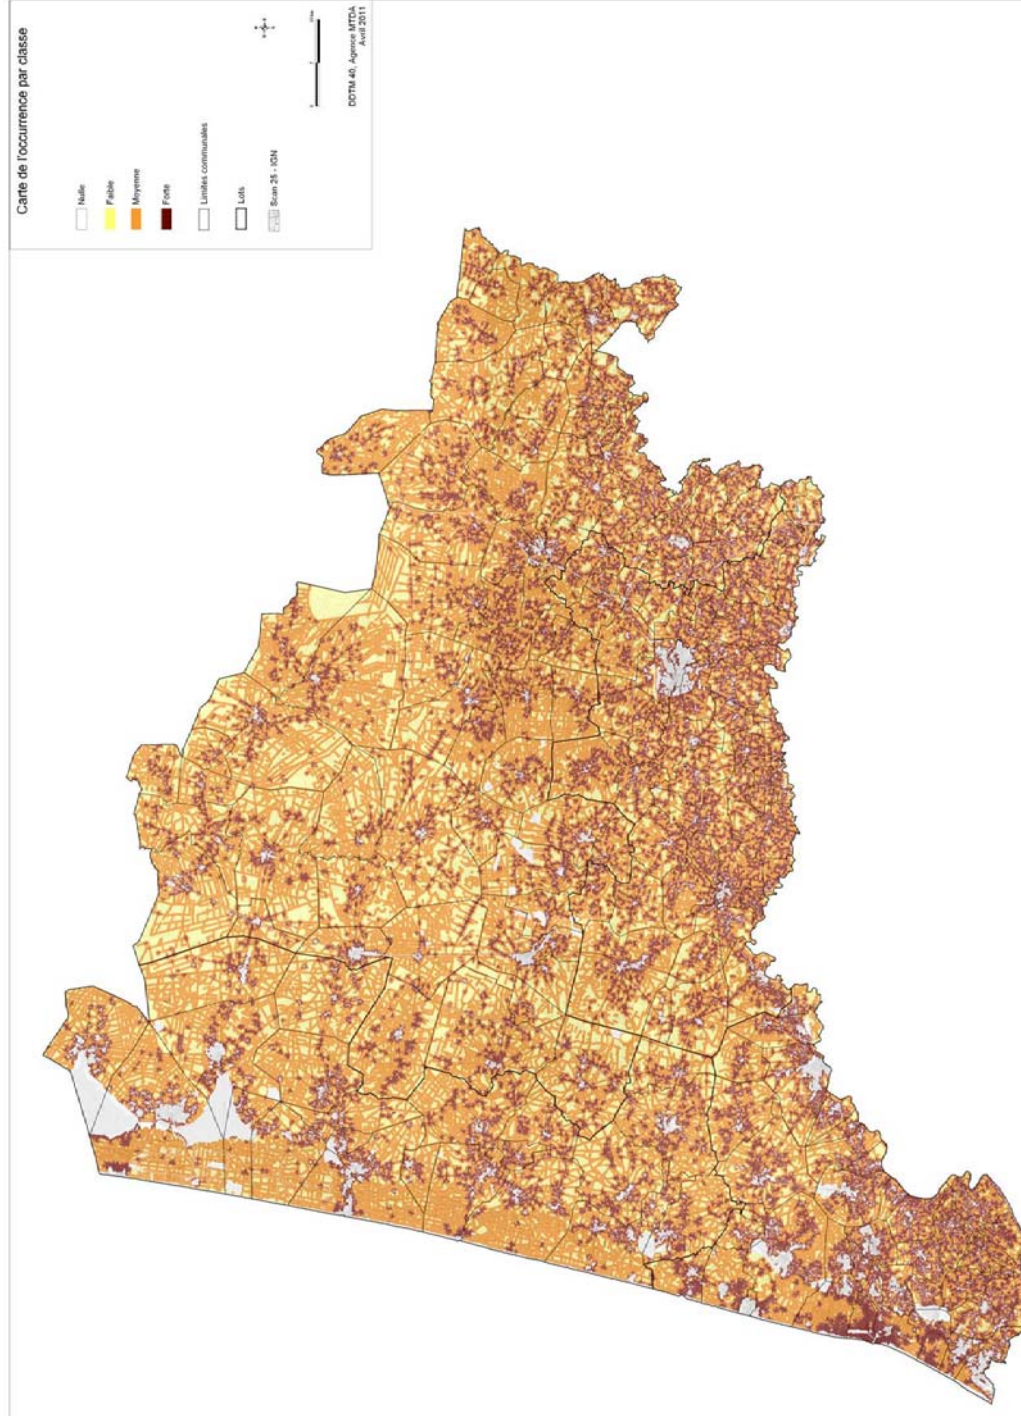 Carte de l'occurrence par classe
Nulle
Faible
Moyenne
Forte
Limites communales
Lots
Scan 25 - IGN
DDTM 40, Agence MTDA
Avril 2011